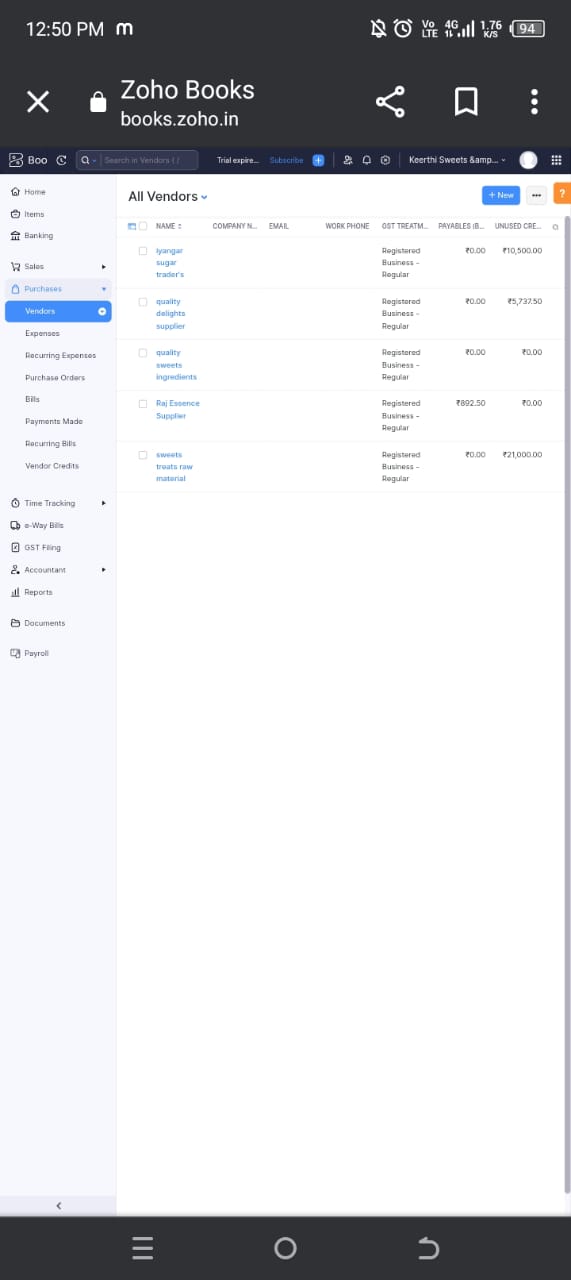 12:50 PM m
Vo LTE 4G 1.76 K/S 94
Zoho Books
books.zoho.in
Boo
Search in Vendors ( /
Trial expire... Subscribe
Keerthi Sweets &amp...
Home
Items
Banking
Sales
Purchases
Vendors
Expenses
Recurring Expenses
Purchase Orders
Bills
Payments Made
Recurring Bills
Vendor Credits
Time Tracking
e-Way Bills
GST Filing
Accountant
Reports
Documents
Payroll
All Vendors
+ New
?
NAME COMPANY N... EMAIL WORK PHONE GST TREATM... PAYABLES (B... UNUSED CRE...
iyangar sugar trader's Registered Business - Regular ₹0.00 ₹10,500.00
quality delights supplier Registered Business - Regular ₹0.00 ₹5,737.50
quality sweets ingredients Registered Business - Regular ₹0.00 ₹0.00
Raj Essence Supplier Registered Business - Regular ₹892.50 ₹0.00
sweets treats raw material Registered Business - Regular ₹0.00 ₹21,000.00